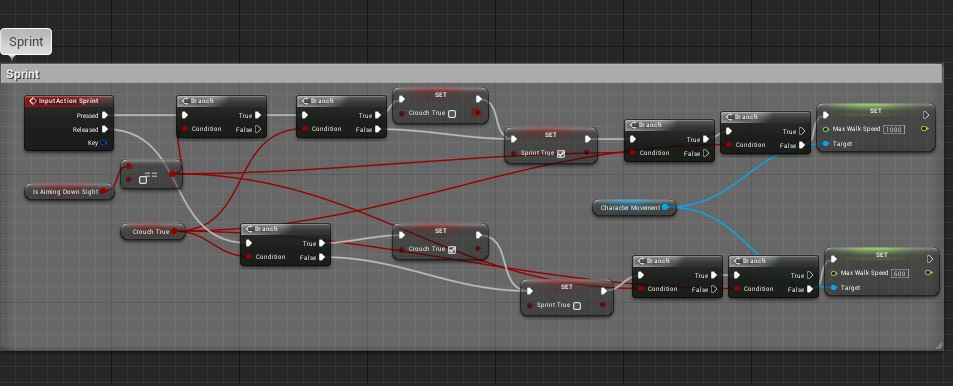 Sprint
Sprint
InputAction Sprint
Pressed
Released
Key
Branch
Condition
True
False
Branch
Condition
True
False
SET
Crouch True
SET
Sprint True
Branch
Condition
True
False
Branch
Condition
True
False
SET
Max Walk Speed 1000
Target
Is Aiming Down Sight
==
Character Movement
Crouch True
Branch
Condition
True
False
SET
Crouch True
SET
Sprint True
Branch
Condition
True
False
Branch
Condition
True
False
SET
Max Walk Speed 600
Target